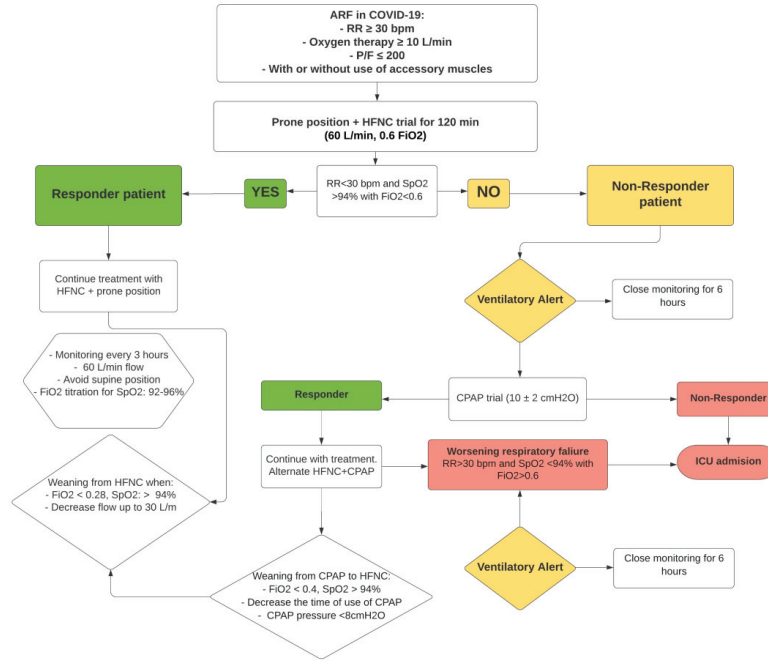 ARF in COVID-19:
- RR ≥ 30 bpm
- Oxygen therapy ≥ 10 L/min
- P/F ≤ 200
- With or without use of accessory muscles
Prone position + HFNC trial for 120 min
(60 L/min, 0.6 FiO2)
Responder patient
YES
RR<30 bpm and SpO2
>94% with FiO2<0.6
NO
Non-Responder
patient
Continue treatment with
HFNC + prone position
Ventilatory Alert
Close monitoring for 6
hours
- Monitoring every 3 hours
- 60 L/min flow
- Avoid supine position
- FiO2 titration for SpO2: 92-96%
Responder
CPAP trial (10 ± 2 cmH2O)
Non-Responder
Continue with treatment.
Alternate HFNC+CPAP
Worsening respiratory faliure
RR>30 bpm and SpO2 <94% with
FiO2>0.6
ICU admision
Weaning from HFNC when:
- FiO2 < 0.28, SpO2: > 94%
- Decrease flow up to 30 L/m
Ventilatory Alert
Close monitoring for 6
hours
Weaning from CPAP to HFNC:
- FiO2 < 0.4, SpO2 > 94%
- Decrease the time of use of CPAP
- CPAP pressure <8cmH2O